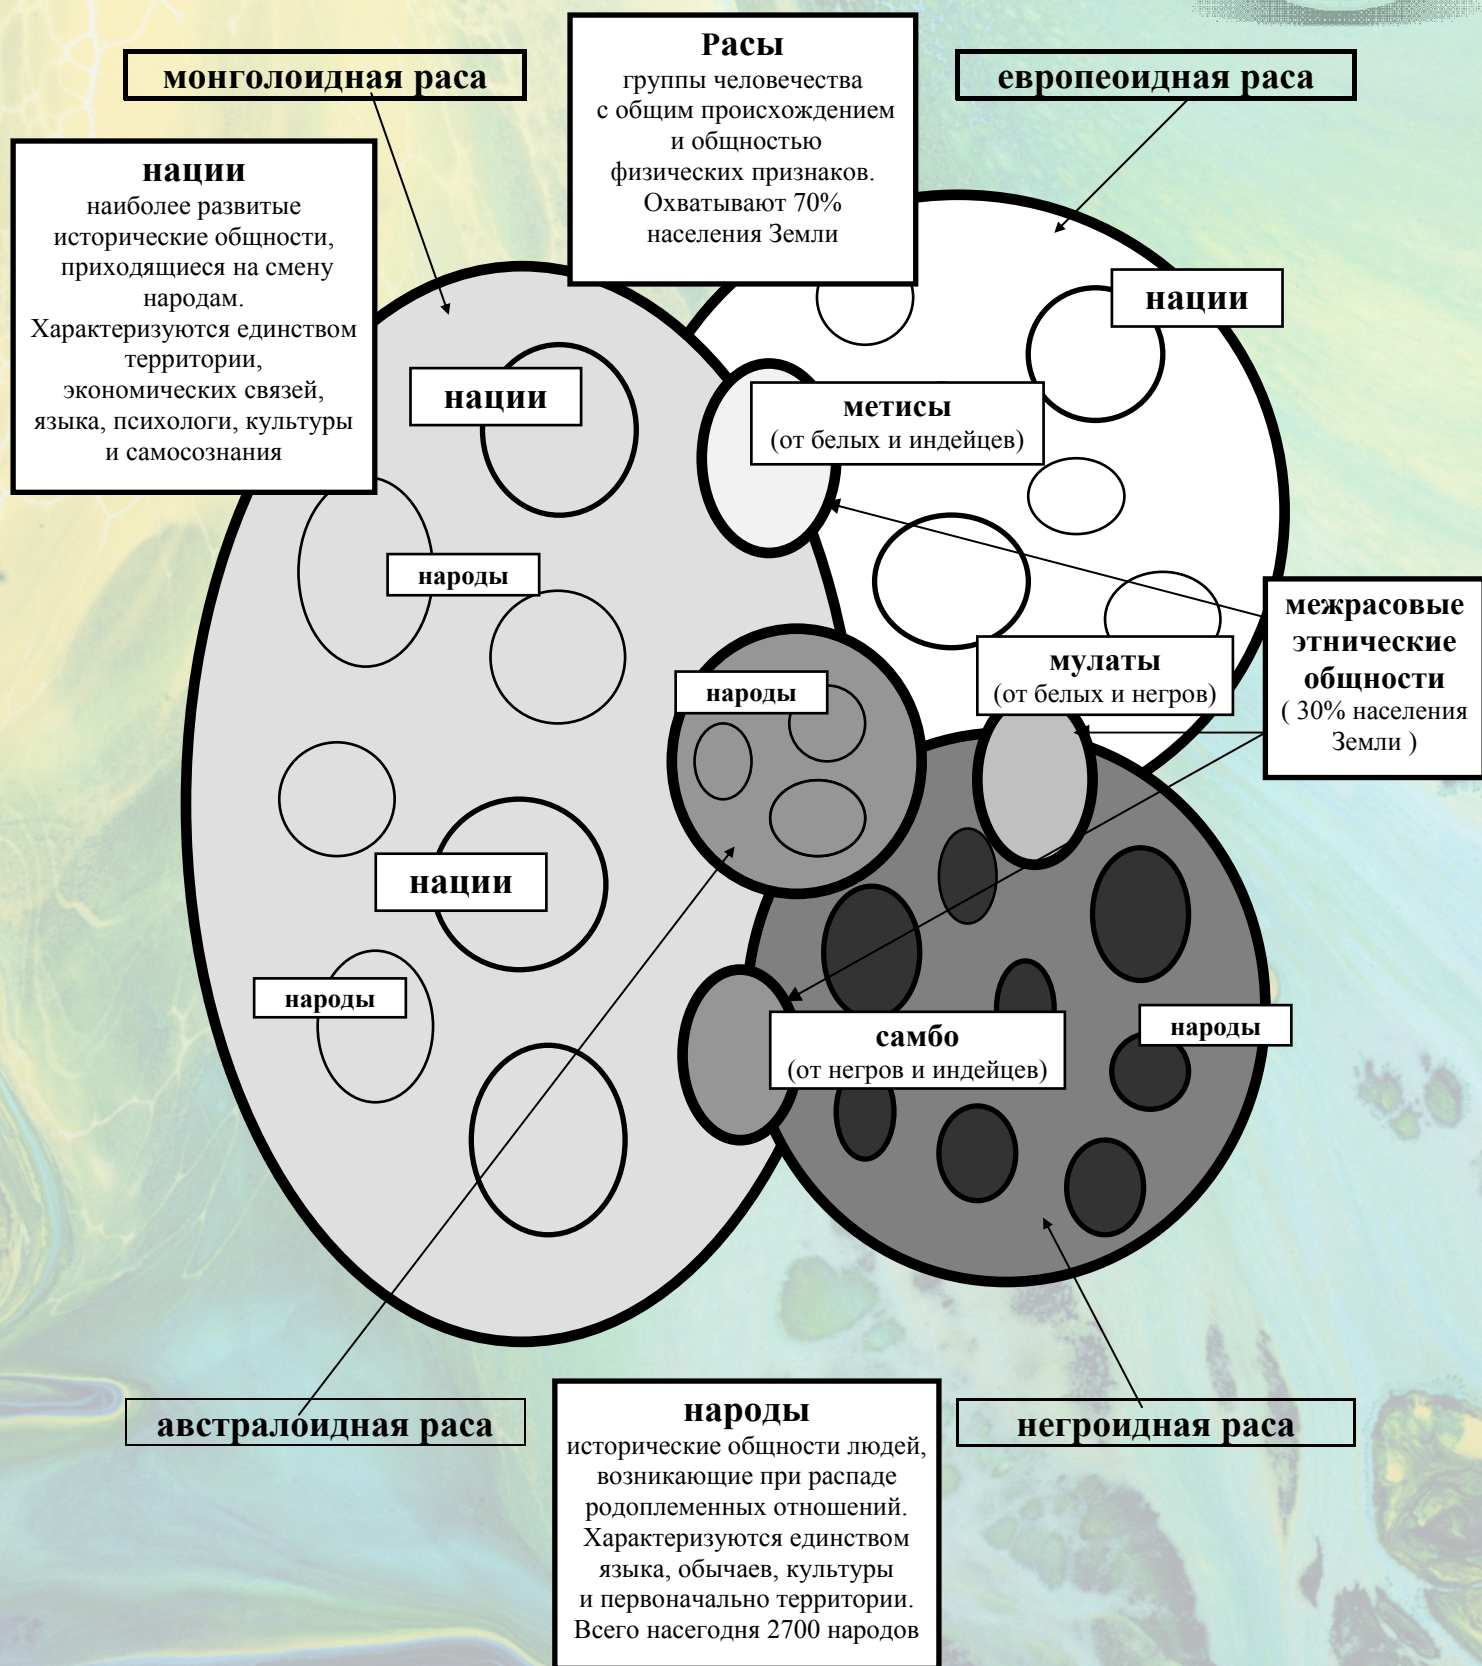 Расы
группы человечества
с общим происхождением
и общностью
физических признаков.
Охватывают 70%
населения Земли
монголоидная раса
европеоидная раса
нации
наиболее развитые
исторические общности,
приходящиеся на смену
народам.
Характеризуются единством
территории,
экономических связей,
языка, психологи, культуры
и самосознания
нации
нации
метисы
(от белых и индейцев)
народы
межрасовые
этнические
общности
( 30% населения
Земли )
мулаты
(от белых и негров)
народы
нации
народы
самбо
(от негров и индейцев)
народы
австралоидная раса
негроидная раса
народы
исторические общности людей,
возникающие при распаде
родоплеменных отношений.
Характеризуются единством
языка, обычаев, культуры
и первоначально территории.
Всего насегодня 2700 народов